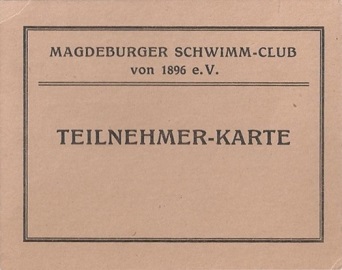 MAGDEBURGER SCHWIMM-CLUB
von 1896 e.V.
TEILNEHMER-KARTE